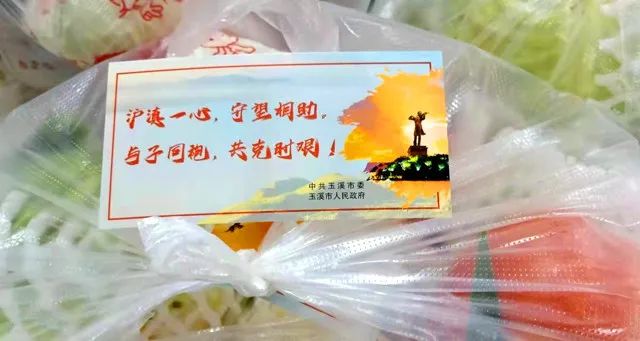 沪滇一心，守望相助。
与子同袍，共克时艰！
中共玉溪市委
玉溪市人民政府